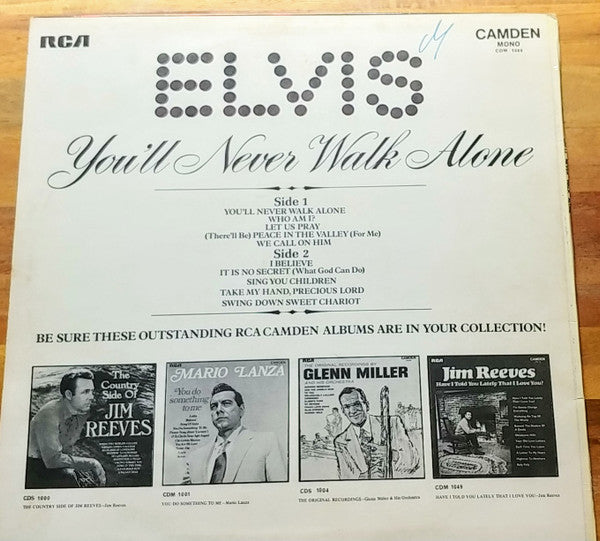 RCA
ELVIS
CAMDEN
MONO
You'll Never Walk Alone
Side 1
YOU'LL NEVER WALK ALONE
WHO AM I?
LET US PRAY
(There'll Be) PEACE IN THE VALLEY (For Me)
WE CALL ON HIM
Side 2
I BELIEVE
IT IS NO SECRET (What God Can Do)
SING YOU CHILDREN
TAKE MY HAND, PRECIOUS LORD
SWING DOWN SWEET CHARIOT
BE SURE THESE OUTSTANDING RCA CAMDEN ALBUMS ARE IN YOUR COLLECTION!
The
Country
Side Of
JIM
REEVES
MARIO LANZA
You do
something
to me
THE ORIGINAL RECORDINGS BY
GLENN MILLER
AND HIS ORCHESTRA
Jim Reeves
Have I Told You Lately That I Love You?
CDS 1000
THE COUNTRY SIDE OF JIM REEVES—Jim Reeves
CDM 1001
YOU DO SOMETHING TO ME—Mario Lanza
CDS 1004
THE ORIGINAL RECORDINGS—Glenn Miller & His Orchestra
CDM 1049
HAVE I TOLD YOU LATELY THAT I LOVE YOU—Jim Reeves